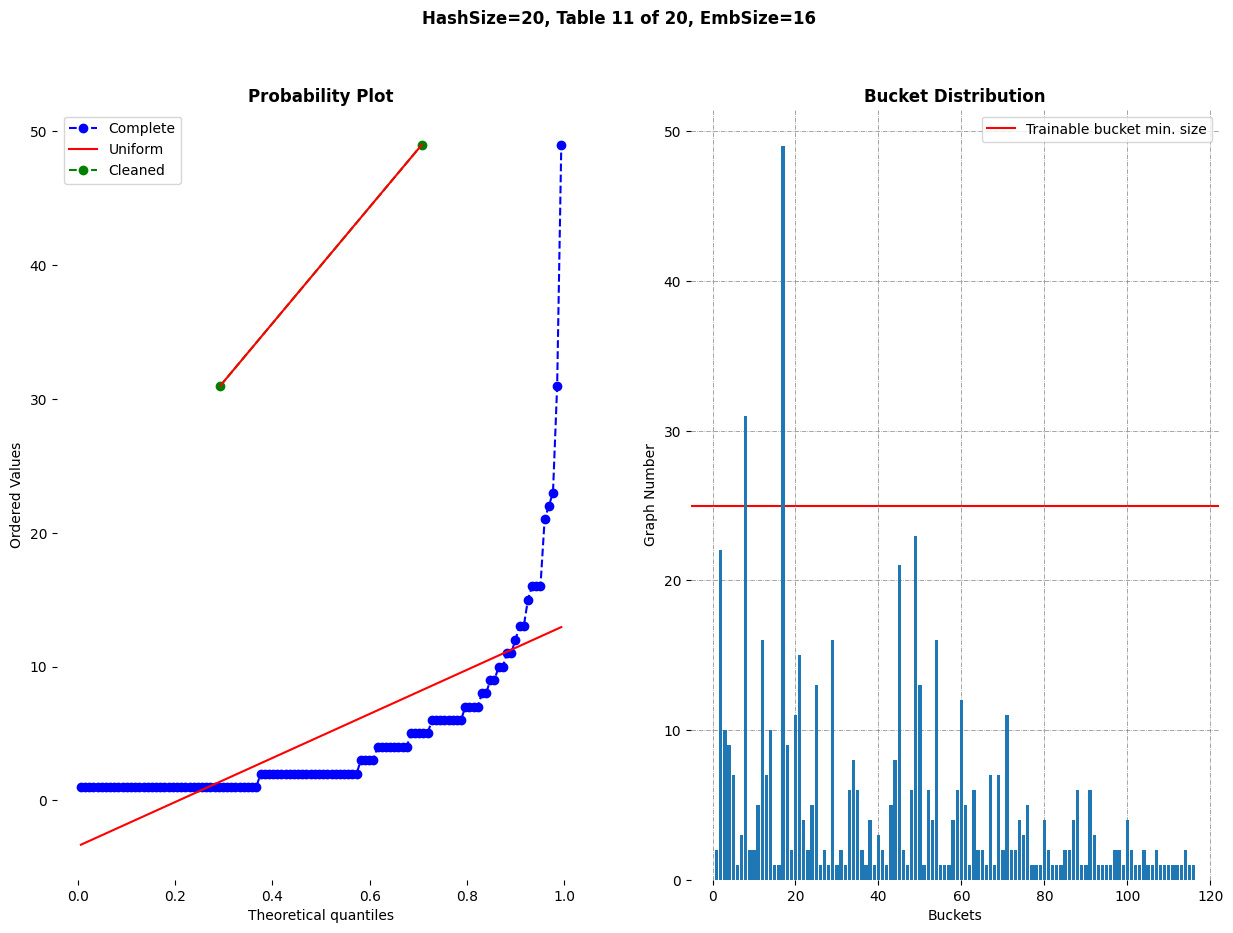 HashSize=20, Table 11 of 20, EmbSize=16
Probability Plot
Complete
Uniform
Cleaned
50
40
30
20
10
0
Ordered Values
0.0 0.2 0.4 0.6 0.8 1.0
Theoretical quantiles
Bucket Distribution
Trainable bucket min. size
50
40
30
20
10
0
Graph Number
0 20 40 60 80 100 120
Buckets